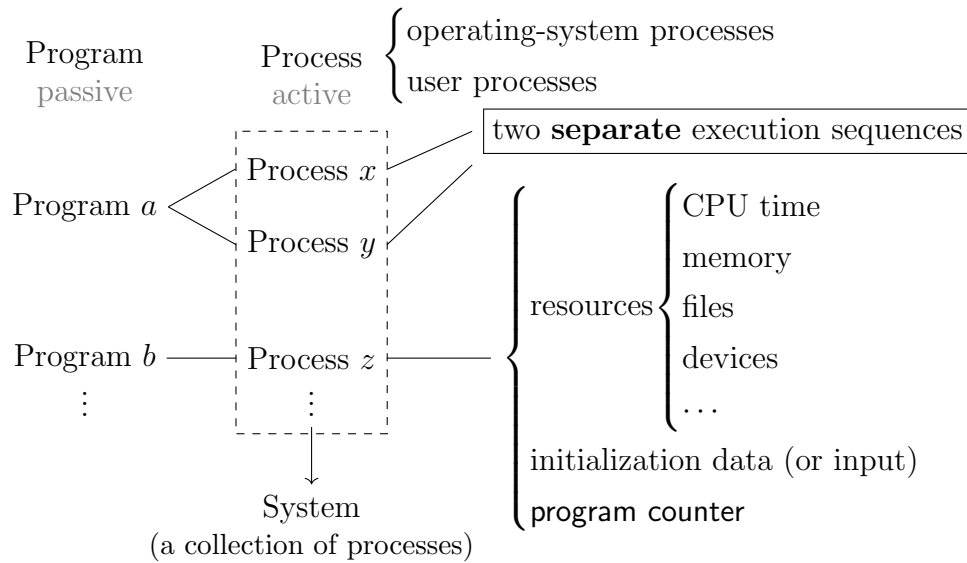 Program
passive
Process
active
operating-system processes
user processes
two separate execution sequences
Program a
Process x
Process y
Program b
⋮
Process z
⋮
resources
CPU time
memory
files
devices
...
initialization data (or input)
program counter
System
(a collection of processes)